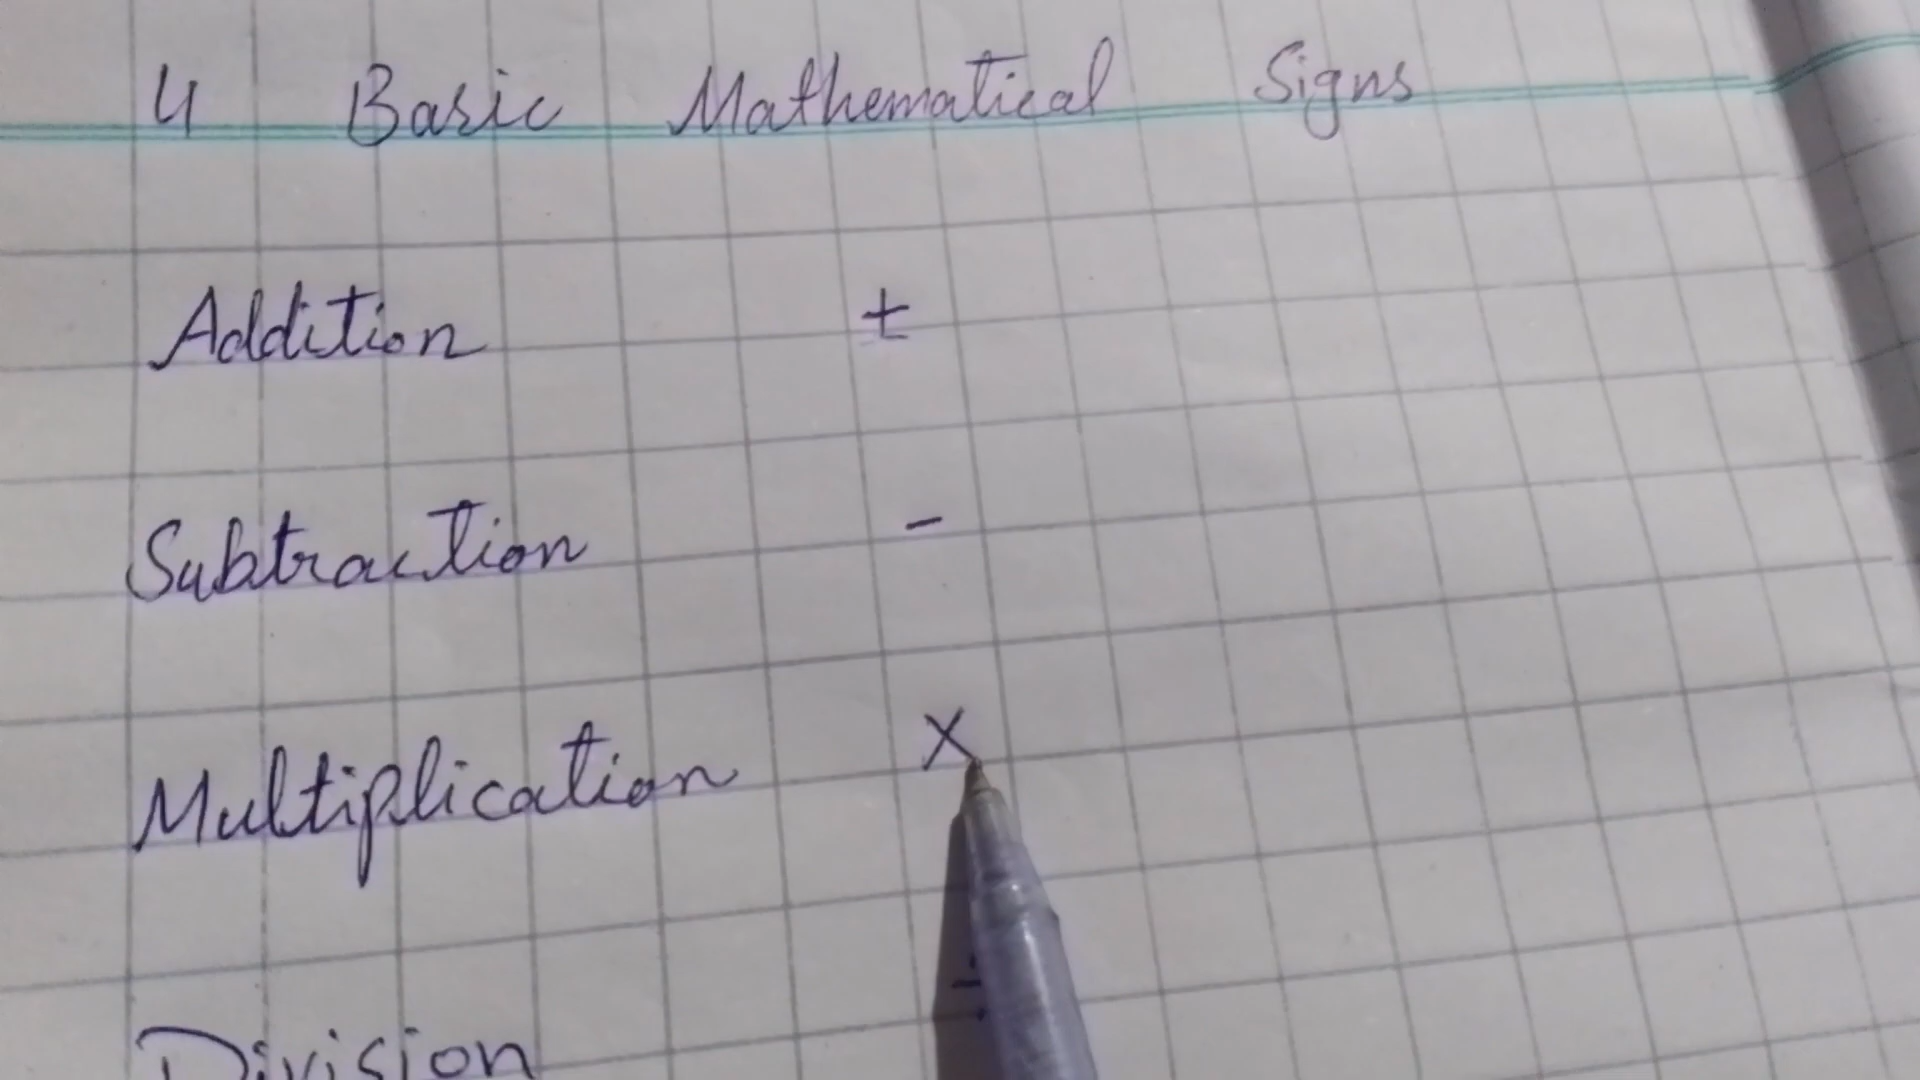 4 Basic Mathematical Signs
Addition ±
Subtraction -
Multiplication ×
÷
Division